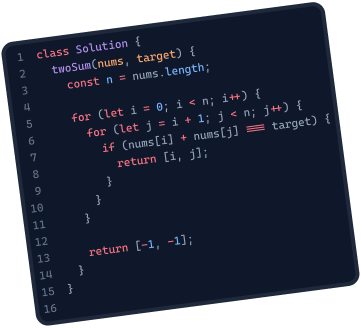 1 class Solution {
2 twoSum(nums, target) {
3 const n = nums.length;
4
5 for (let i = 0; i < n; i++) {
6 for (let j = i + 1; j < n; j++) {
7 if (nums[i] + nums[j] === target) {
8 return [i, j];
9 }
10 }
11 }
12
13 return [-1, -1];
14 }
15 }
16